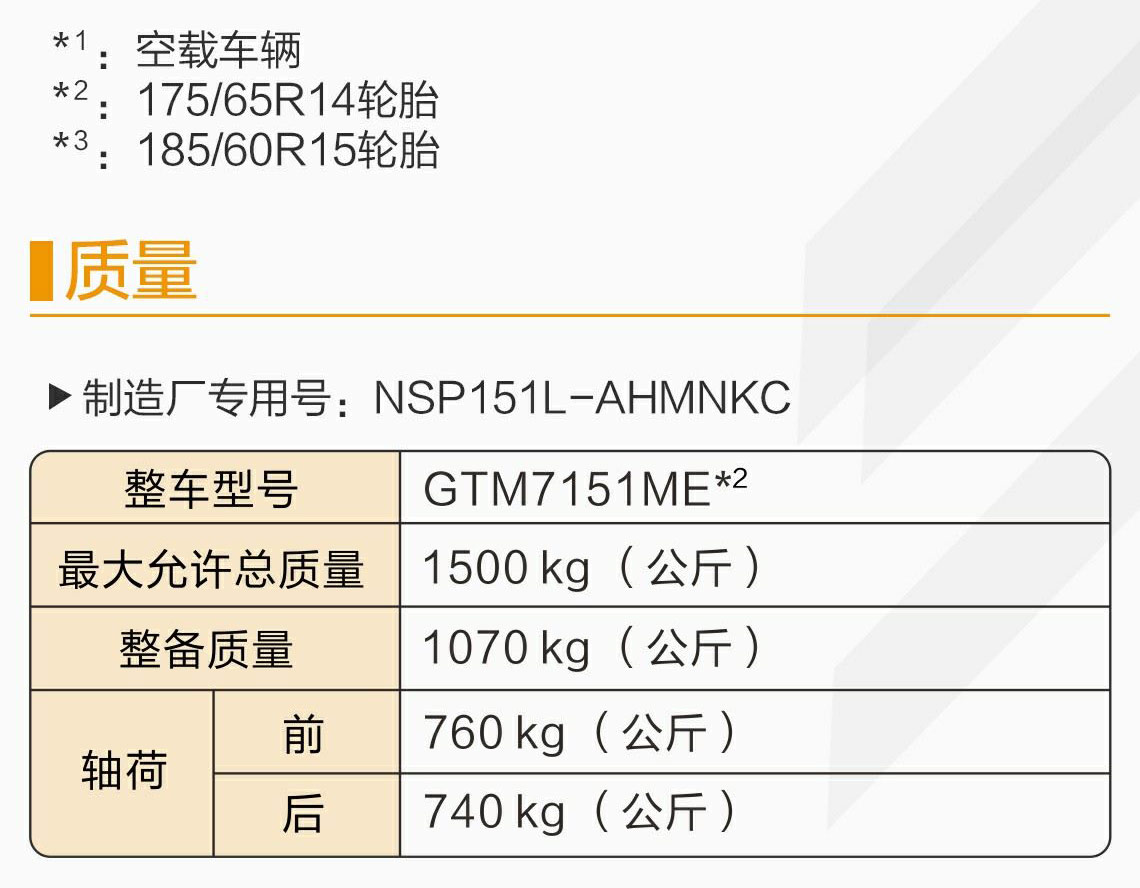 *1：空载车辆
*2：175/65R14轮胎
*3：185/60R15轮胎
质量
▶制造厂专用号：NSP151L-AHMNKC
整车型号 GTM7151ME*2
最大允许总质量 1500 kg（公斤）
整备质量 1070 kg（公斤）
轴荷 前 760 kg（公斤）
后 740 kg（公斤）